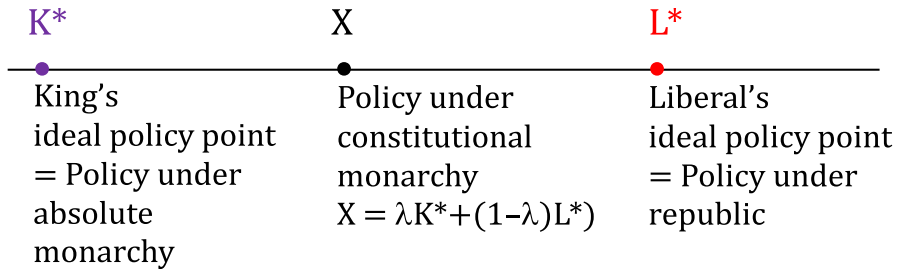 K*
X
L*
King’s
ideal policy point
= Policy under
absolute
monarchy
Policy under
constitutional
monarchy
X = λK*+(1–λ)L*)
Liberal’s
ideal policy point
= Policy under
republic